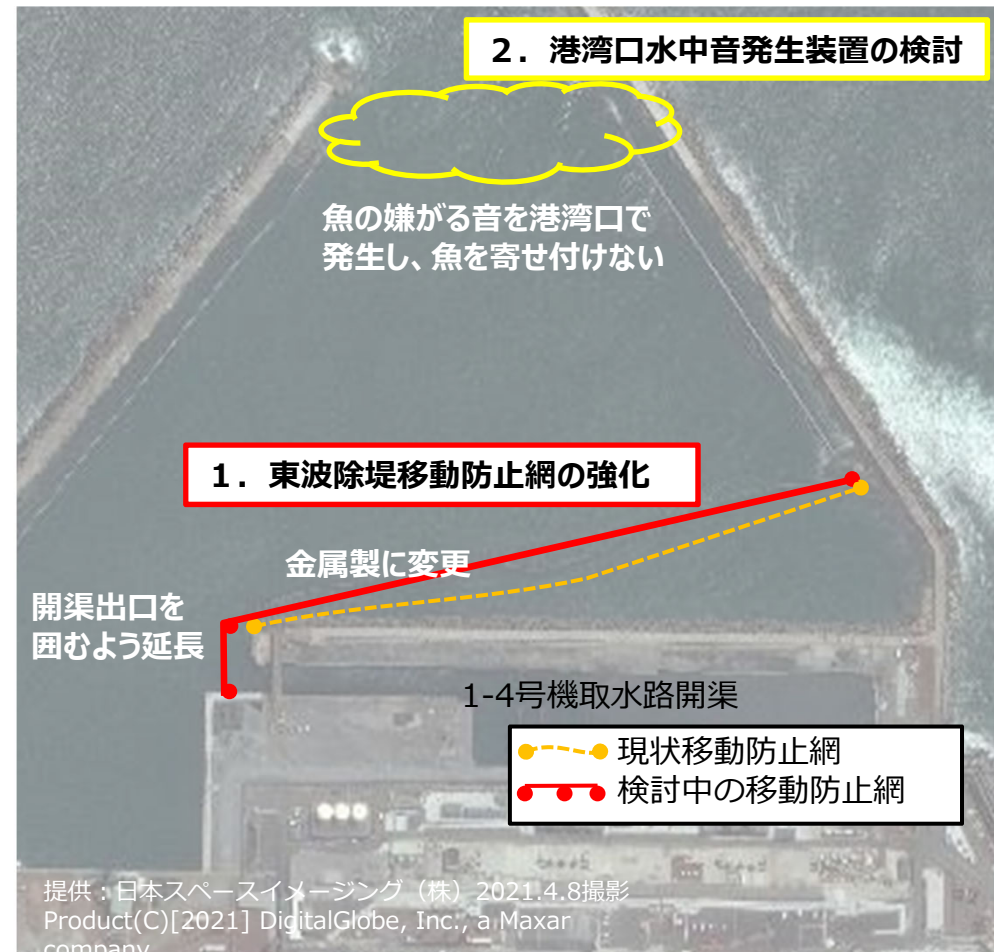 ２．港湾口水中音発生装置の検討
魚の嫌がる音を港湾口で
発生し、魚を寄せ付けない
１．東波除堤移動防止網の強化
金属製に変更
開渠出口を
囲むよう延長
1-4号機取水路開渠
現状移動防止網
検討中の移動防止網
提供：日本スペースイメージング（株）2021.4.8撮影
Product(C)[2021] DigitalGlobe, Inc., a Maxar
company